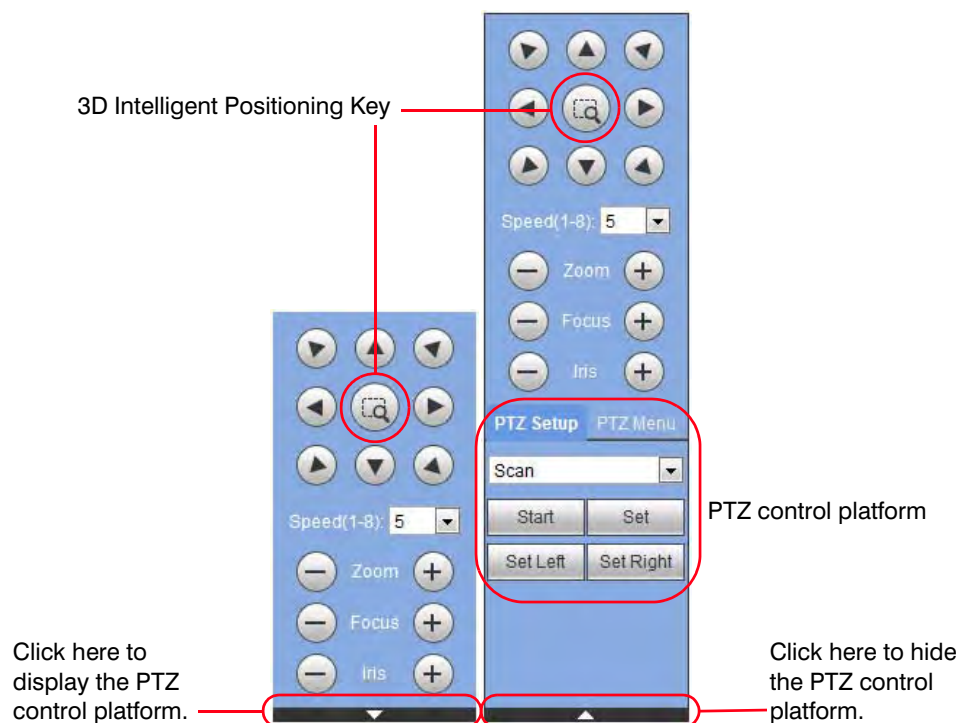 3D Intelligent Positioning Key
Speed(1-8): 5
Zoom
Focus
Iris
PTZ Setup PTZ Menu
Scan
Start Set
Set Left Set Right
PTZ control platform
Speed(1-8): 5
Zoom
Focus
Iris
Click here to
display the PTZ
control platform.
Click here to hide
the PTZ control
platform.